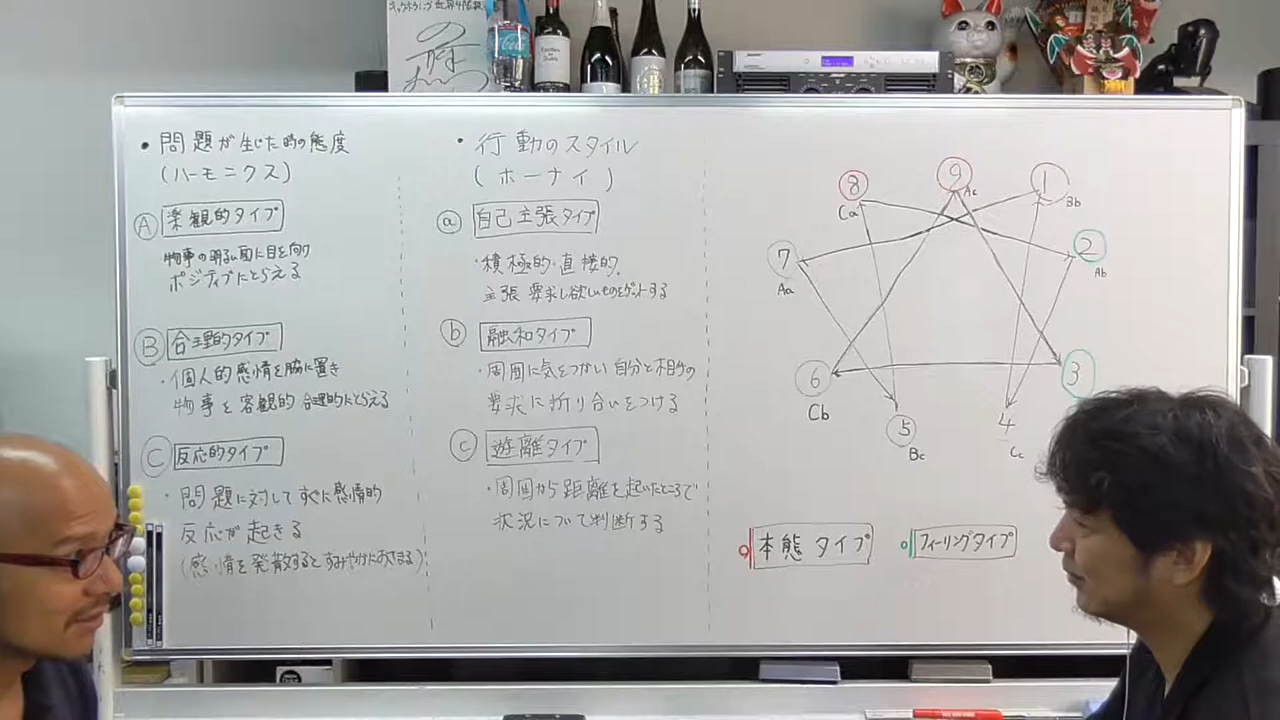 ・問題が生じた時の態度
(ハーモニクス)
Ⓐ 楽観的タイプ
物事の明るい面に目を向け
ポジティブにとらえる
Ⓑ 合理的タイプ
・個人的感情を脇に置き
物事を客観的 合理的にとらえる
Ⓒ 反応的タイプ
・問題に対してすぐに感情的
反応が起きる
(感情を発散するとすみやかにおさまる)
・行動のスタイル
(ホーナイ)
ⓐ 自己主張タイプ
・積極的・直接的。
主張 要求し欲しいものをゲットする
ⓑ 融和タイプ
・周囲に気をつかい自分と相手の
要求に折り合いをつける
ⓒ 遊離タイプ
・周囲から距離を起いたところで
状況について判断する
⑨ Ac
⑧ Ca
① Bb
⑦ Aa
② Ab
⑥ Cb
③
⑤ Bc
4 Cc
本態タイプ
フィーリングタイプ